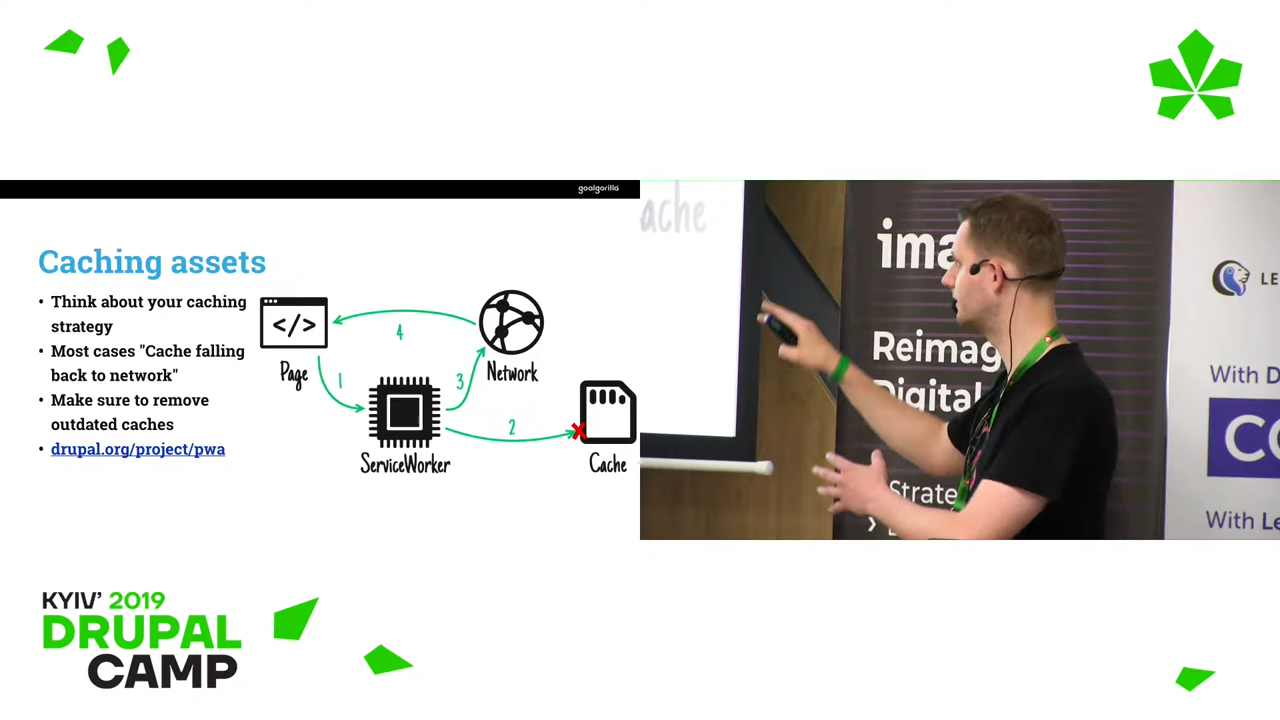 goalgorilla
Caching assets
• Think about your caching
strategy
• Most cases "Cache falling
back to network"
• Make sure to remove
outdated caches
• drupal.org/project/pwa
</>
Page
1
2
3
4
ServiceWorker
Network
Cache
ache
ima
Reimag
Digital
Strate
LE
With D
CO
With Le
KYIV' 2019
DRUPAL
CAMP